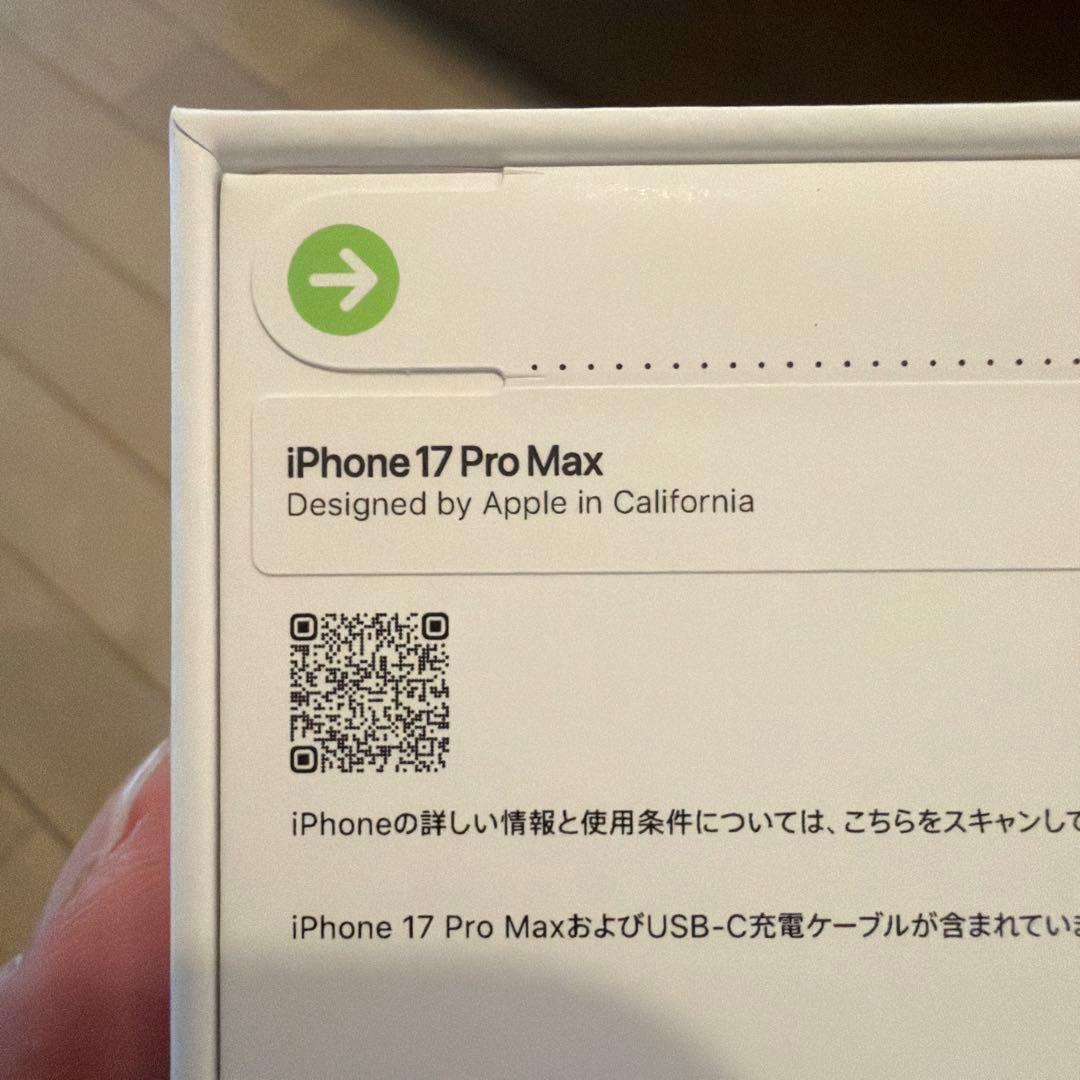 iPhone 17 Pro Max
Designed by Apple in California
iPhoneの詳しい情報と使用条件については、こちらをスキャンして
iPhone 17 Pro MaxおよびUSB-C充電ケーブルが含まれてい